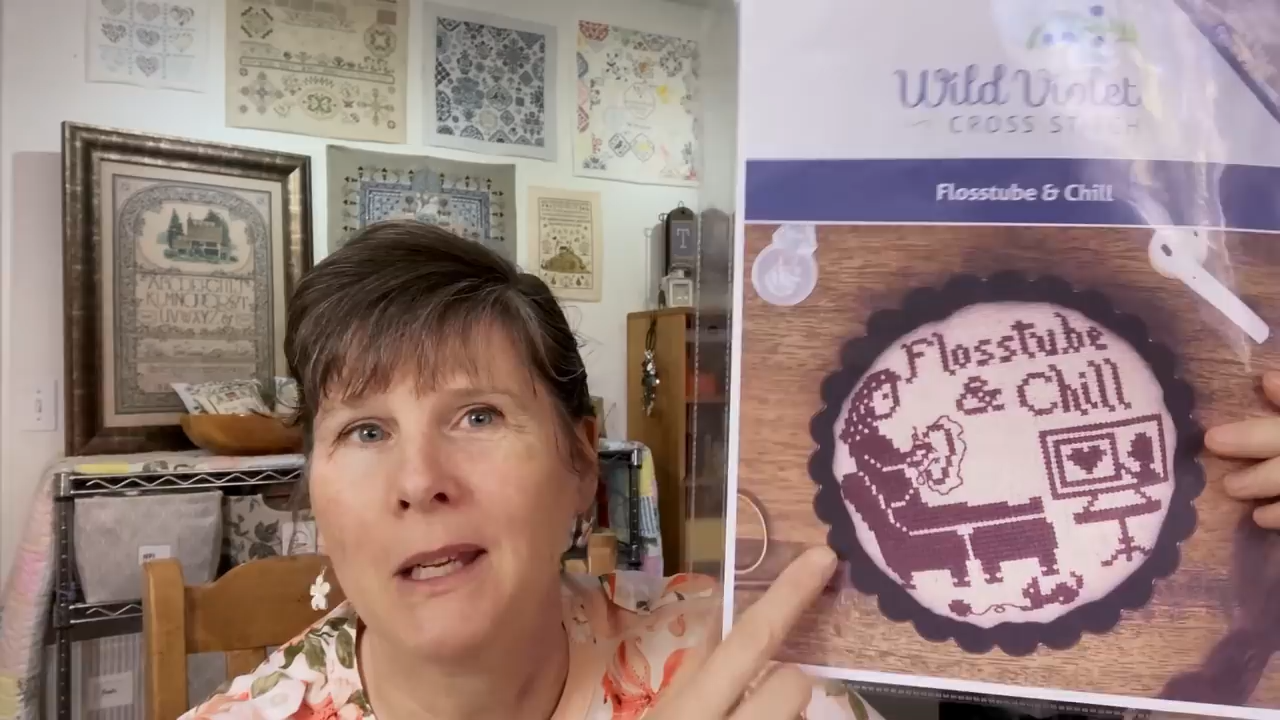 Wild Violet
CROSS STITCH
Flosstube & Chill
Flosstube
& Chill
T